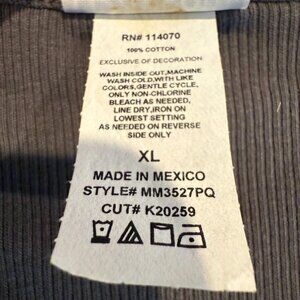 RN# 114070
100% COTTON
EXCLUSIVE OF DECORATION
WASH INSIDE OUT, MACHINE
WASH COLD, WITH LIKE
COLORS, GENTLE CYCLE,
ONLY NON-CHLORINE
BLEACH AS NEEDED,
LINE DRY, IRON ON
LOWEST SETTING
AS NEEDED ON REVERSE
SIDE ONLY
XL
MADE IN MEXICO
STYLE# MM3527PQ
CUT# K20259